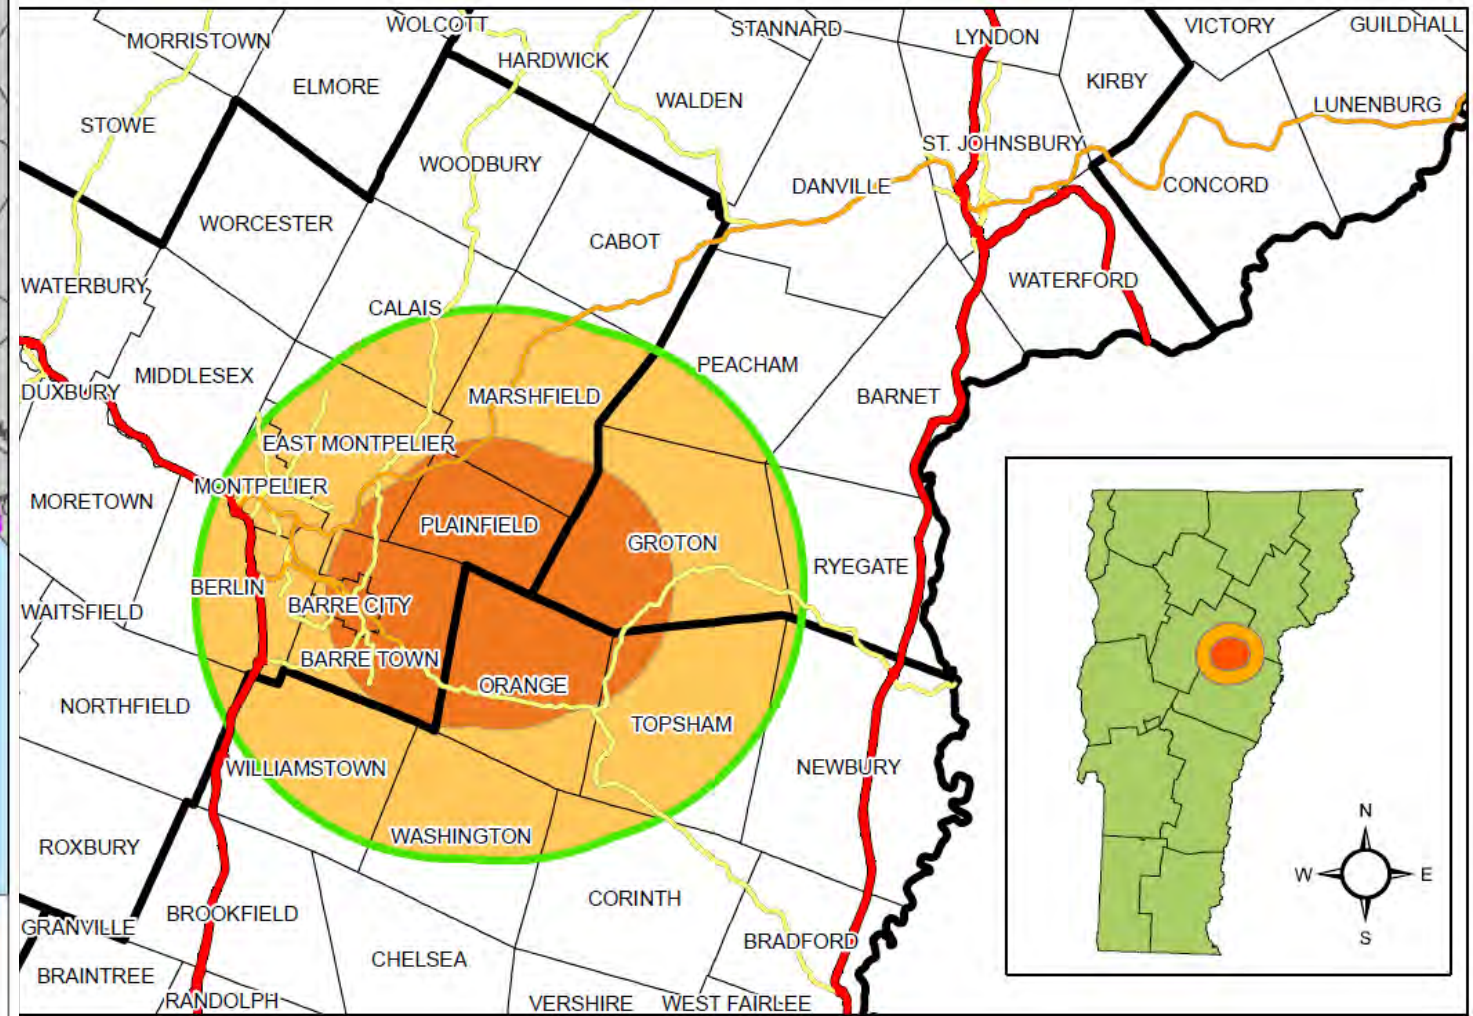 WOLCOTT
STANNARD
VICTORY
GUILDHALL
MORRISTOWN
LYNDON
HARDWICK
KIRBY
ELMORE
WALDEN
LUNENBURG
STOWE
ST. JOHNSBURY
WOODBURY
DANVILLE
CONCORD
WORCESTER
CABOT
WATERBURY
WATERFORD
CALAIS
PEACHAM
MIDDLESEX
DUXBURY
MARSHFIELD
BARNET
EAST MONTPELIER
MONTPELIER
MORETOWN
PLAINFIELD
GROTON
RYEGATE
BERLIN
BARRE CITY
WAITSFIELD
BARRE TOWN
ORANGE
NORTHFIELD
TOPSHAM
WILLIAMSTOWN
NEWBURY
WASHINGTON
ROXBURY
CORINTH
BROOKFIELD
GRANVILLE
BRADFORD
CHELSEA
BRAINTREE
RANDOLPH
VERSHIRE
WEST FAIRLEE
N
W
E
S